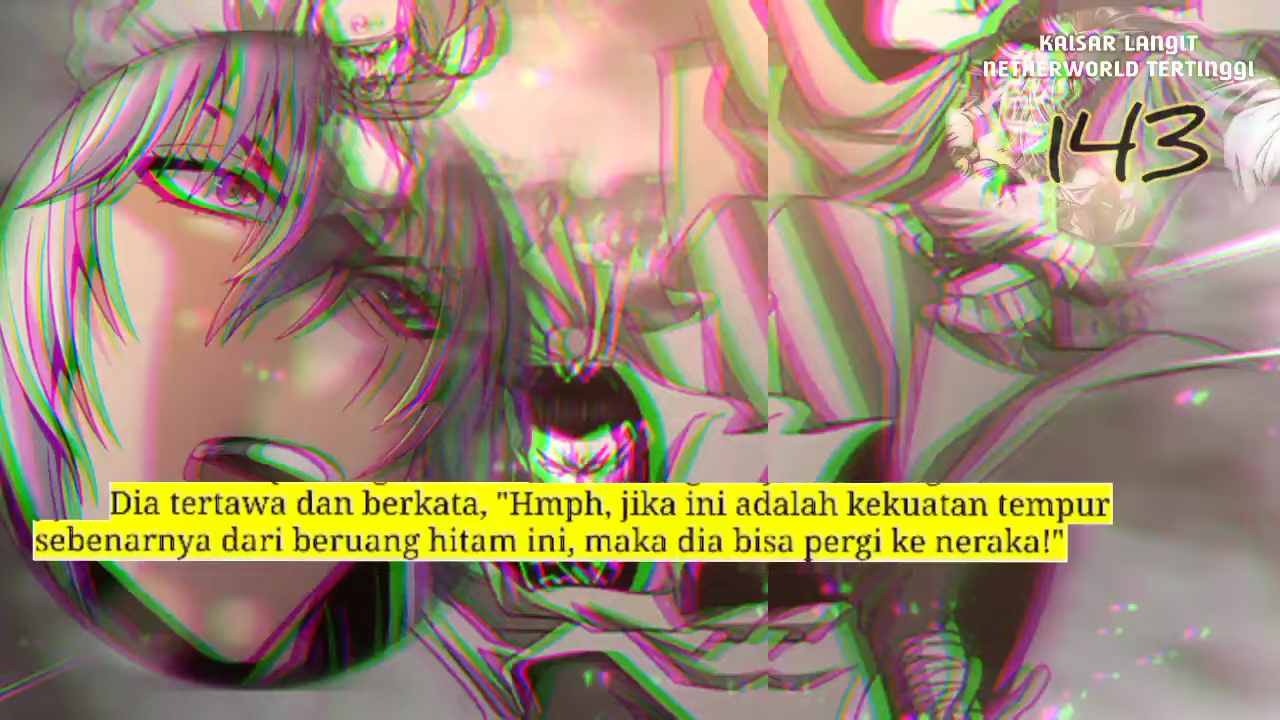 KAISAR LANGIT
NETHERWORLD TERTINGGI
143
Dia tertawa dan berkata, "Hmph, jika ini adalah kekuatan tempur
sebenarnya dari beruang hitam ini, maka dia bisa pergi ke neraka!"